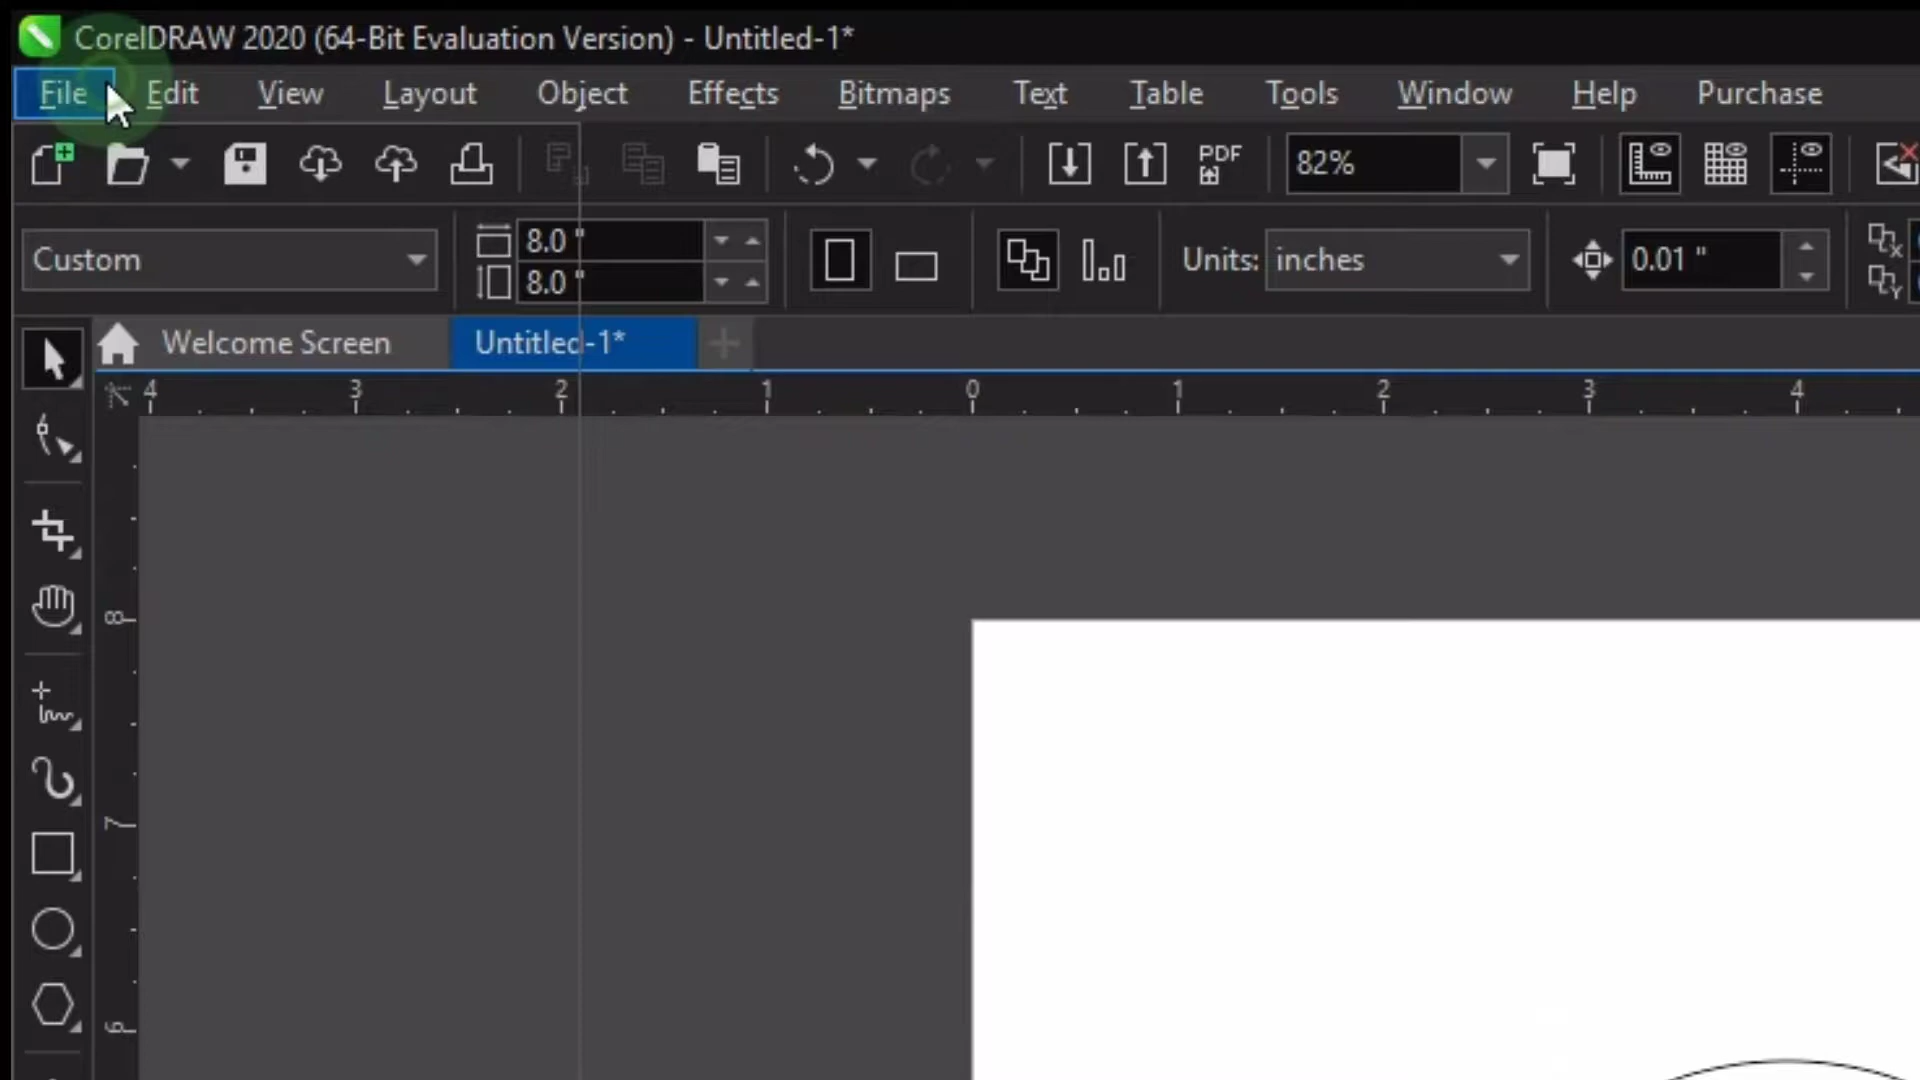 CorelDRAW 2020 (64-Bit Evaluation Version) - Untitled-1*
File Edit View Layout Object Effects Bitmaps Text Table Tools Window Help Purchase
PDF 82%
Custom 8.0 " Units: inches 0.01 "
8.0 "
Welcome Screen Untitled-1*
4 3 2 1 0 1 2 3 4
8
7
6